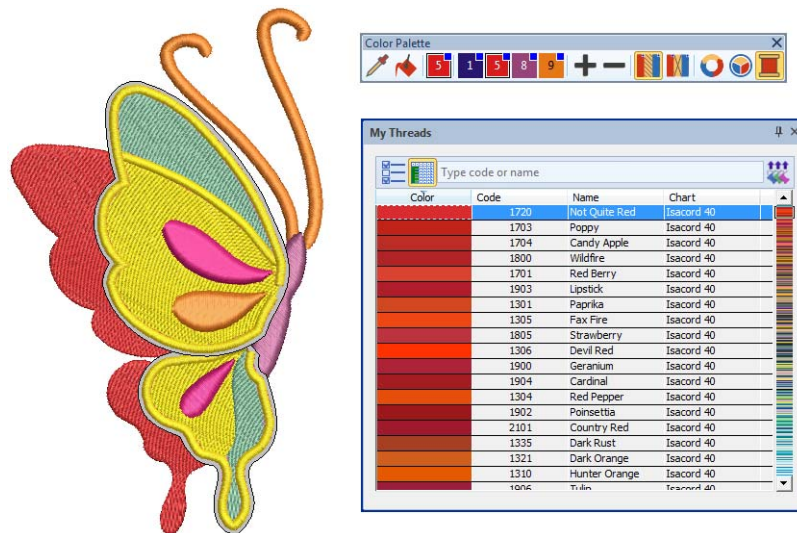 Color Palette
5 1 5 8 9
My Threads
Type code or name
Color Code Name Chart
1720 Not Quite Red Isacord 40
1703 Poppy Isacord 40
1704 Candy Apple Isacord 40
1800 Wildfire Isacord 40
1701 Red Berry Isacord 40
1903 Lipstick Isacord 40
1301 Paprika Isacord 40
1305 Fax Fire Isacord 40
1805 Strawberry Isacord 40
1306 Devil Red Isacord 40
1900 Geranium Isacord 40
1904 Cardinal Isacord 40
1304 Red Pepper Isacord 40
1902 Poinsettia Isacord 40
2101 Country Red Isacord 40
1335 Dark Rust Isacord 40
1321 Dark Orange Isacord 40
1310 Hunter Orange Isacord 40
1906 Tulip Isacord 40